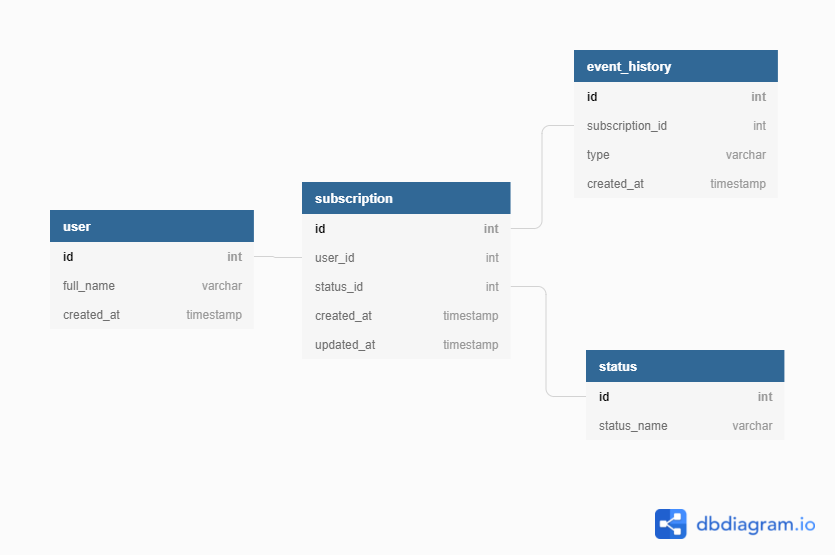 user
id int
full_name varchar
created_at timestamp
subscription
id int
user_id int
status_id int
created_at timestamp
updated_at timestamp
event_history
id int
subscription_id int
type varchar
created_at timestamp
status
id int
status_name varchar
dbdiagram.io